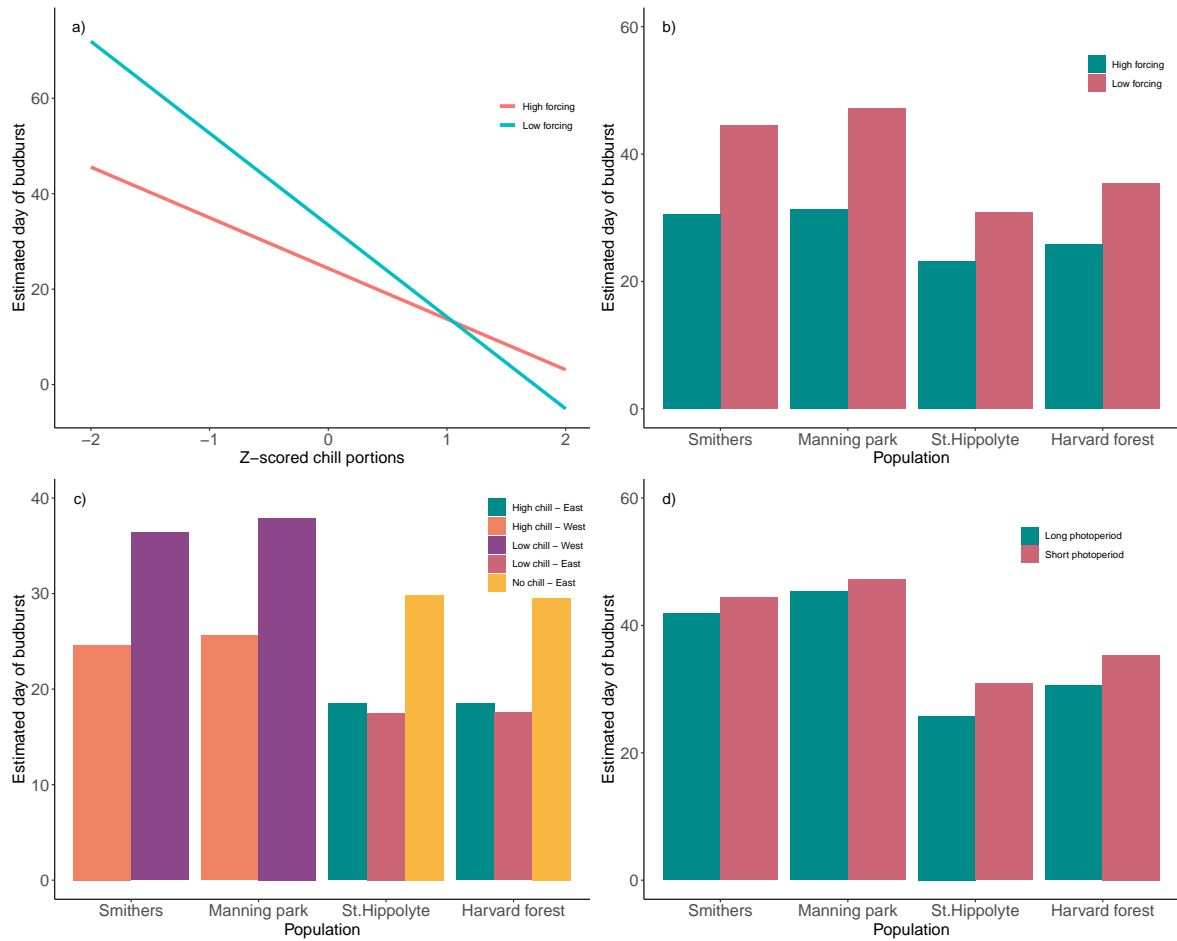 a)
Estimated day of budburst
60
40
20
0
−2
−1
0
1
2
Z−scored chill portions
High forcing
Low forcing
b)
Estimated day of budburst
60
40
20
0
Smithers
Manning park
St.Hippolyte
Harvard forest
Population
High forcing
Low forcing
c)
Estimated day of budburst
40
30
20
10
0
Smithers
Manning park
St.Hippolyte
Harvard forest
Population
High chill − East
High chill − West
Low chill − West
Low chill − East
No chill − East
d)
Estimated day of budburst
60
40
20
0
Smithers
Manning park
St.Hippolyte
Harvard forest
Population
Long photoperiod
Short photoperiod